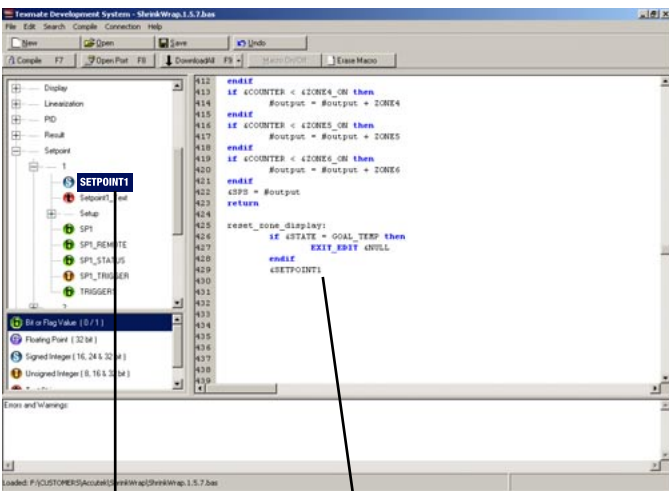 Texmate Development System - ShrinkWrap.1.5.7.bas
File Edit Search Compile Connection Help
New Open Save Undo
Compile F7 Open Port F8 Download/All F9 Macro On/Off Erase Macro
Display
Linearization
PID
Result
Setpoint
1
SETPOINT1
Setpoint1_Text
Setup
SP1
SP1_REMOTE
SP1_STATUS
SP1_TRIGGER
TRIGGERS
2
Bit or Flag Value ( 0 / 1 )
Floating Point ( 32 bit )
Signed Integer ( 16, 24 & 32 bit )
Unsigned Integer ( 8, 16 & 32 bit )
412 endif
413 if &COUNTER < &ZONE4_ON then
414 #output = #output + ZONE4
415 endif
416 if &COUNTER < &ZONE5_ON then
417 #output = #output + ZONE5
418 endif
419 if &COUNTER < &ZONE6_ON then
420 #output = #output + ZONE6
421 endif
422 &SPS = #output
423 return
424
425 reset_zone_display:
426 if &STATE = GOAL_TEMP then
427 EXIT_EDIT &NULL
428 endif
429 &SETPOINT1
430
431
432
433
434
435
436
437
438
439
Errors and Warnings:
Loaded: P:\CUSTOMERS\Accutek\ShrinkWrap\ShrinkWrap.1.5.7.bas